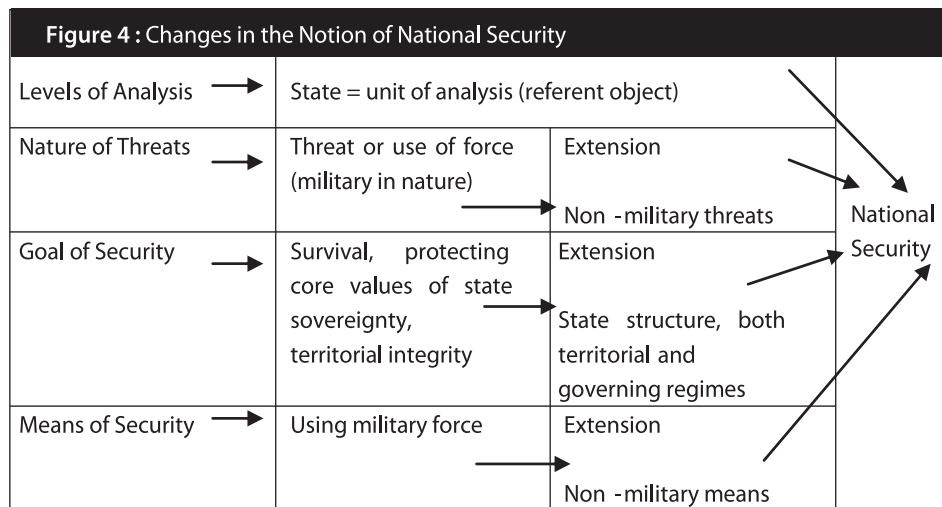 Figure 4 : Changes in the Notion of National Security
Levels of Analysis
State = unit of analysis (referent object)
Nature of Threats
Threat or use of force
(military in nature)
Extension
Non -military threats
National
Security
Goal of Security
Survival, protecting
core values of state
sovereignty,
territorial integrity
Extension
State structure, both
territorial and
governing regimes
Means of Security
Using military force
Extension
Non -military means